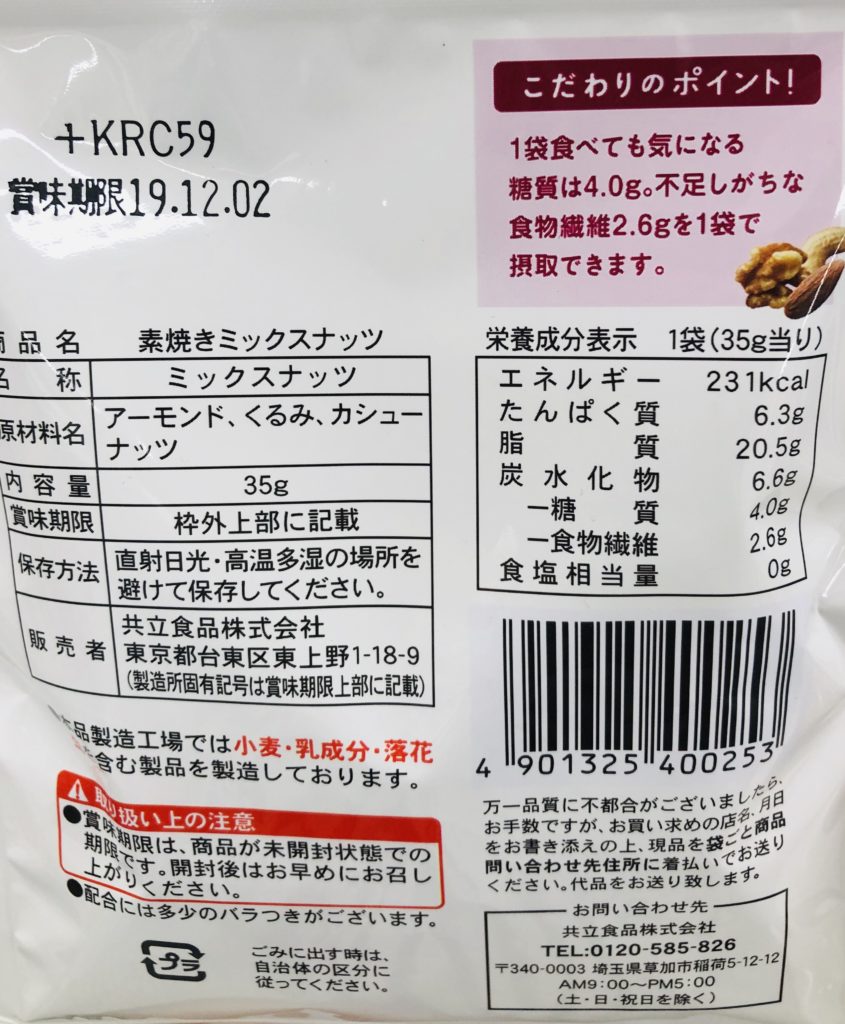 +KRC59
賞味期限19.12.02
こだわりのポイント!
1袋食べても気になる
糖質は4.0g。不足しがちな
食物繊維2.6gを1袋で
摂取できます。
品名 素焼きミックスナッツ
称 ミックスナッツ
原材料名 アーモンド、くるみ、カシュー
ナッツ
内容量 35g
賞味期限 枠外上部に記載
保存方法 直射日光・高温多湿の場所を
避けて保存してください。
販売者 共立食品株式会社
東京都台東区東上野1-18-9
(製造所固有記号は賞味期限上部に記載)
栄養成分表示 1袋(35g当り)
エネルギー 231kcal
たんぱく質 6.3g
脂質 20.5g
炭水化物 6.6g
ー糖質 4.0g
ー食物繊維 2.6g
食塩相当量 0g
品製造工場では小麦・乳成分・落花
を含む製品を製造しております。
取り扱い上の注意
●賞味期限は、商品が未開封状態での
期限です。開封後はお早めにお召し
上がりください。
●配合には多少のバラつきがございます。
プラ
ごみに出す時は、
自治体の区分に
従ってください。
4 901325 400253
万一品質に不都合がございましたら、
お手数ですが、お買い求めの店名、月日
をお書き添えの上、現品を袋ごと商品
問い合わせ先住所に着払いでお送り
ください。代品をお送り致します。
お問い合わせ先
共立食品株式会社
TEL:0120-585-826
〒340-0003 埼玉県草加市稲荷5-12-12
AM9:00〜PM5:00
(土・日・祝日を除く)